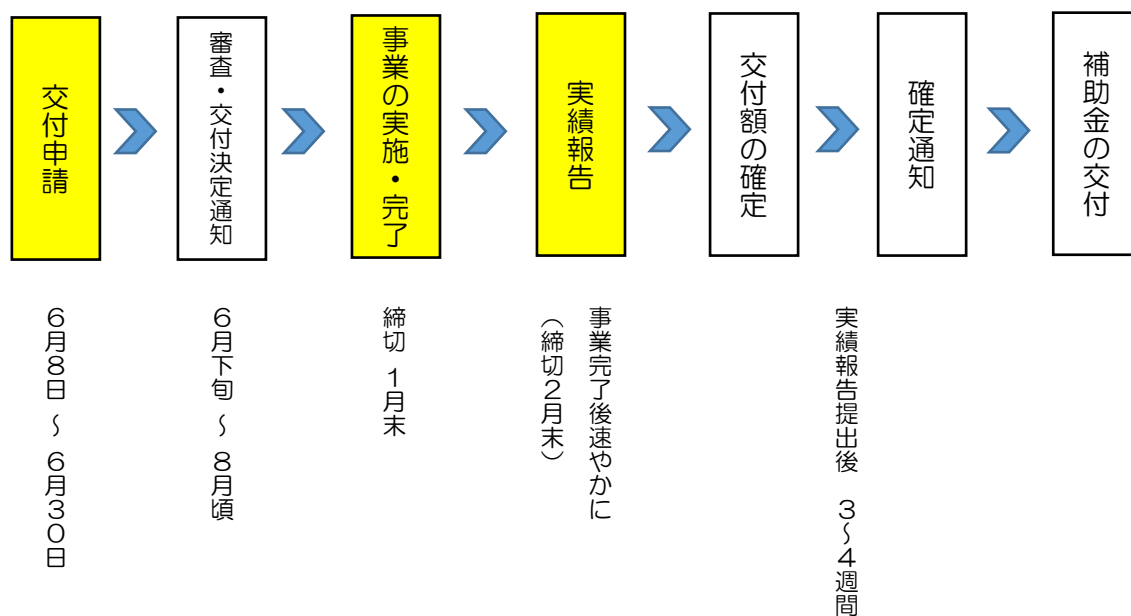 交付申請
審査・交付決定通知
事業の実施・完了
実績報告
交付額の確定
確定通知
補助金の交付
6月8日 ~ 6月30日
6月下旬 ~ 8月頃
締切 1月末
事業完了後速やかに
(締切2月末)
実績報告提出後 3~4週間